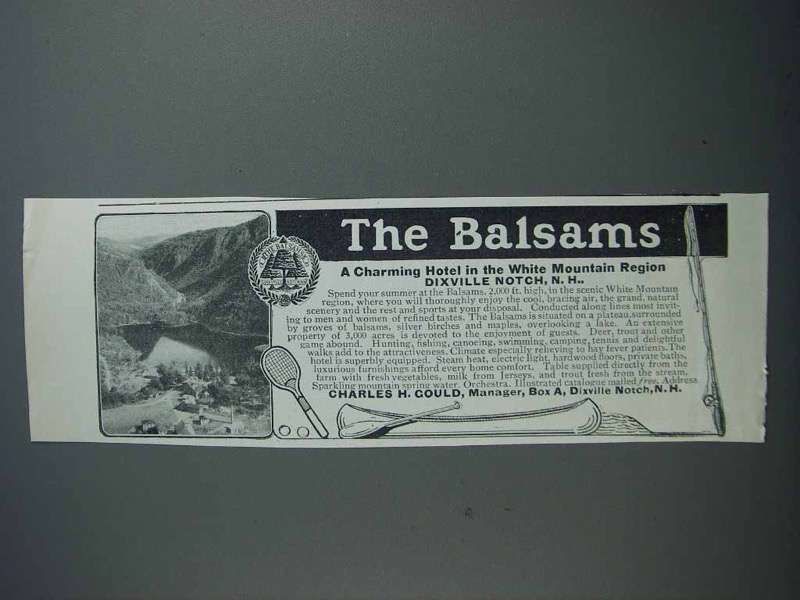 The Balsams
THE BALSAMS
A Charming Hotel in the White Mountain Region
DIXVILLE NOTCH, N. H..
Spend your summer at the Balsams, 2,000 ft. high, in the scenic White Mountain
region, where you will thoroughly enjoy the cool, bracing air, the grand, natural
scenery and the rest and sports at your disposal. Conducted along lines most invit-
ing to men and women of refined tastes. The Balsams is situated on a plateau, surrounded
by groves of balsams, silver birches and maples, overlooking a lake. An extensive
property of 3,000 acres is devoted to the enjoyment of guests. Deer, trout and other
game abound. Hunting, fishing, canoeing, swimming, camping, tennis and delightful
walks add to the attractiveness. Climate especially relieving to hay fever patients. The
hotel is superbly equipped. Steam heat, electric light, hardwood floors, private baths,
luxurious furnishings afford every home comfort. Table supplied directly from the
farm with fresh vegetables, milk from Jerseys, and trout fresh from the stream.
Sparkling mountain spring water. Orchestra. Illustrated catalogue mailed free. Address
CHARLES H. GOULD, Manager, Box A, Dixville Notch, N. H.